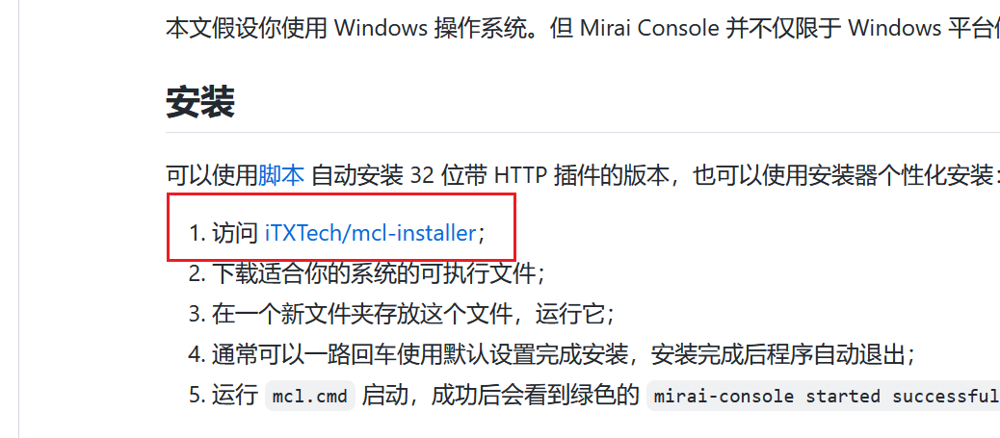 本文假设你使用 Windows 操作系统。但 Mirai Console 并不仅限于 Windows 平台
安装
可以使用脚本 自动安装 32 位带 HTTP 插件的版本，也可以使用安装器个性化安装：
1. 访问 iTXTech/mcl-installer；
2. 下载适合你的系统的可执行文件；
3. 在一个新文件夹存放这个文件，运行它；
4. 通常可以一路回车使用默认设置完成安装，安装完成后程序自动退出；
5. 运行 mcl.cmd 启动，成功后会看到绿色的 mirai-console started successful